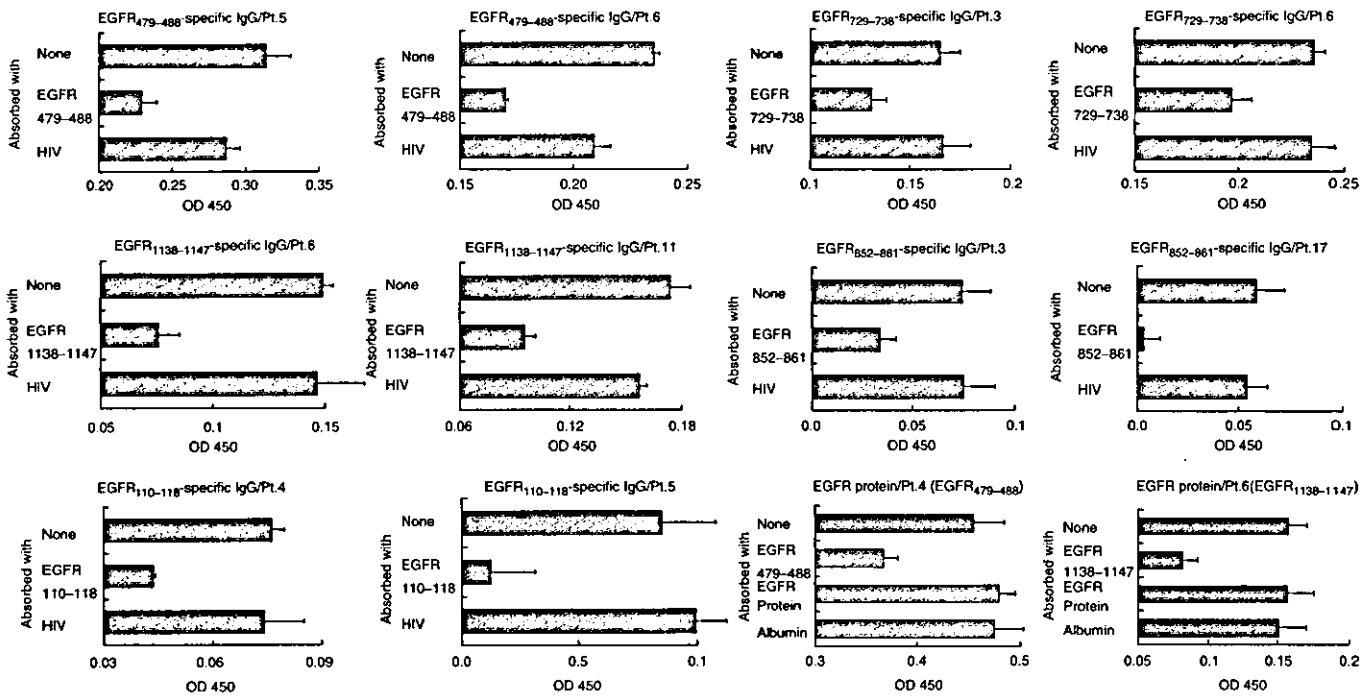 EGFR479–488-specific IgG/Pt.5
Absorbed with
None
EGFR
479–488
HIV
0.20 0.25 0.30 0.35
OD 450
EGFR479–488-specific IgG/Pt.6
Absorbed with
None
EGFR
479–488
HIV
0.15 0.20 0.25
OD 450
EGFR729–738-specific IgG/Pt.3
Absorbed with
None
EGFR
729–738
HIV
0.1 0.15 0.2
OD 450
EGFR729–738-specific IgG/Pt.6
Absorbed with
None
EGFR
729–738
HIV
0.15 0.20 0.25
OD 450
EGFR1138–1147-specific IgG/Pt.6
Absorbed with
None
EGFR
1138–1147
HIV
0.05 0.1 0.15
OD 450
EGFR1138–1147-specific IgG/Pt.11
Absorbed with
None
EGFR
1138–1147
HIV
0.06 0.12 0.18
OD 450
EGFR852–861-specific IgG/Pt.3
Absorbed with
None
EGFR
852–861
HIV
0.0 0.05 0.1
OD 450
EGFR852–861-specific IgG/Pt.17
Absorbed with
None
EGFR
852–861
HIV
0.0 0.05 0.1
OD 450
EGFR110–118-specific IgG/Pt.4
Absorbed with
None
EGFR
110–118
HIV
0.03 0.06 0.09
OD 450
EGFR110–118-specific IgG/Pt.5
Absorbed with
None
EGFR
110–118
HIV
0.0 0.5 0.1
OD 450
EGFR protein/Pt.4 (EGFR479–488)
Absorbed with
None
EGFR
479–488
EGFR
Protein
Albumin
0.3 0.4 0.5
OD 450
EGFR protein/Pt.6(EGFR1138–1147)
Absorbed with
None
EGFR
1138–1147
EGFR
Protein
Albumin
0.05 0.1 0.15 0.2
OD 450